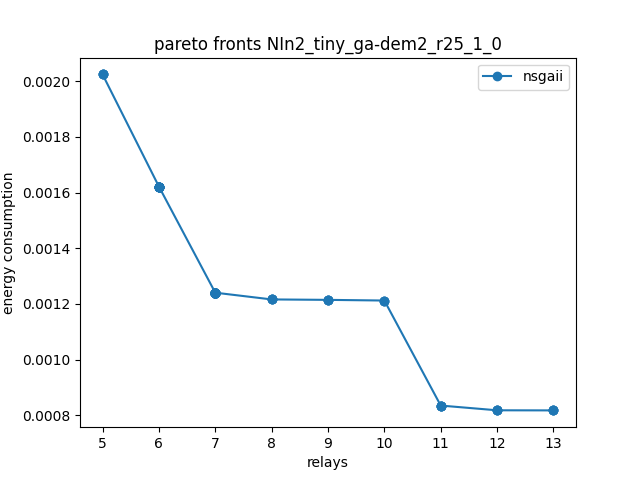 pareto fronts NIn2_tiny_ga-dem2_r25_1_0
nsgaii
0.0020
0.0018
0.0016
0.0014
0.0012
0.0010
0.0008
energy consumption
5 6 7 8 9 10 11 12 13
relays